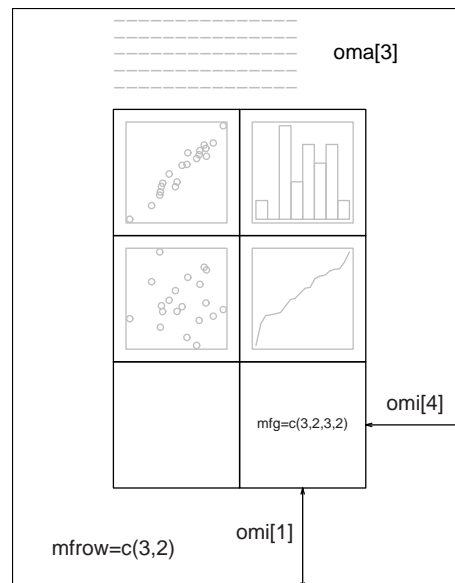 oma[3]
mfg=c(3,2,3,2)
omi[4]
omi[1]
mfrow=c(3,2)